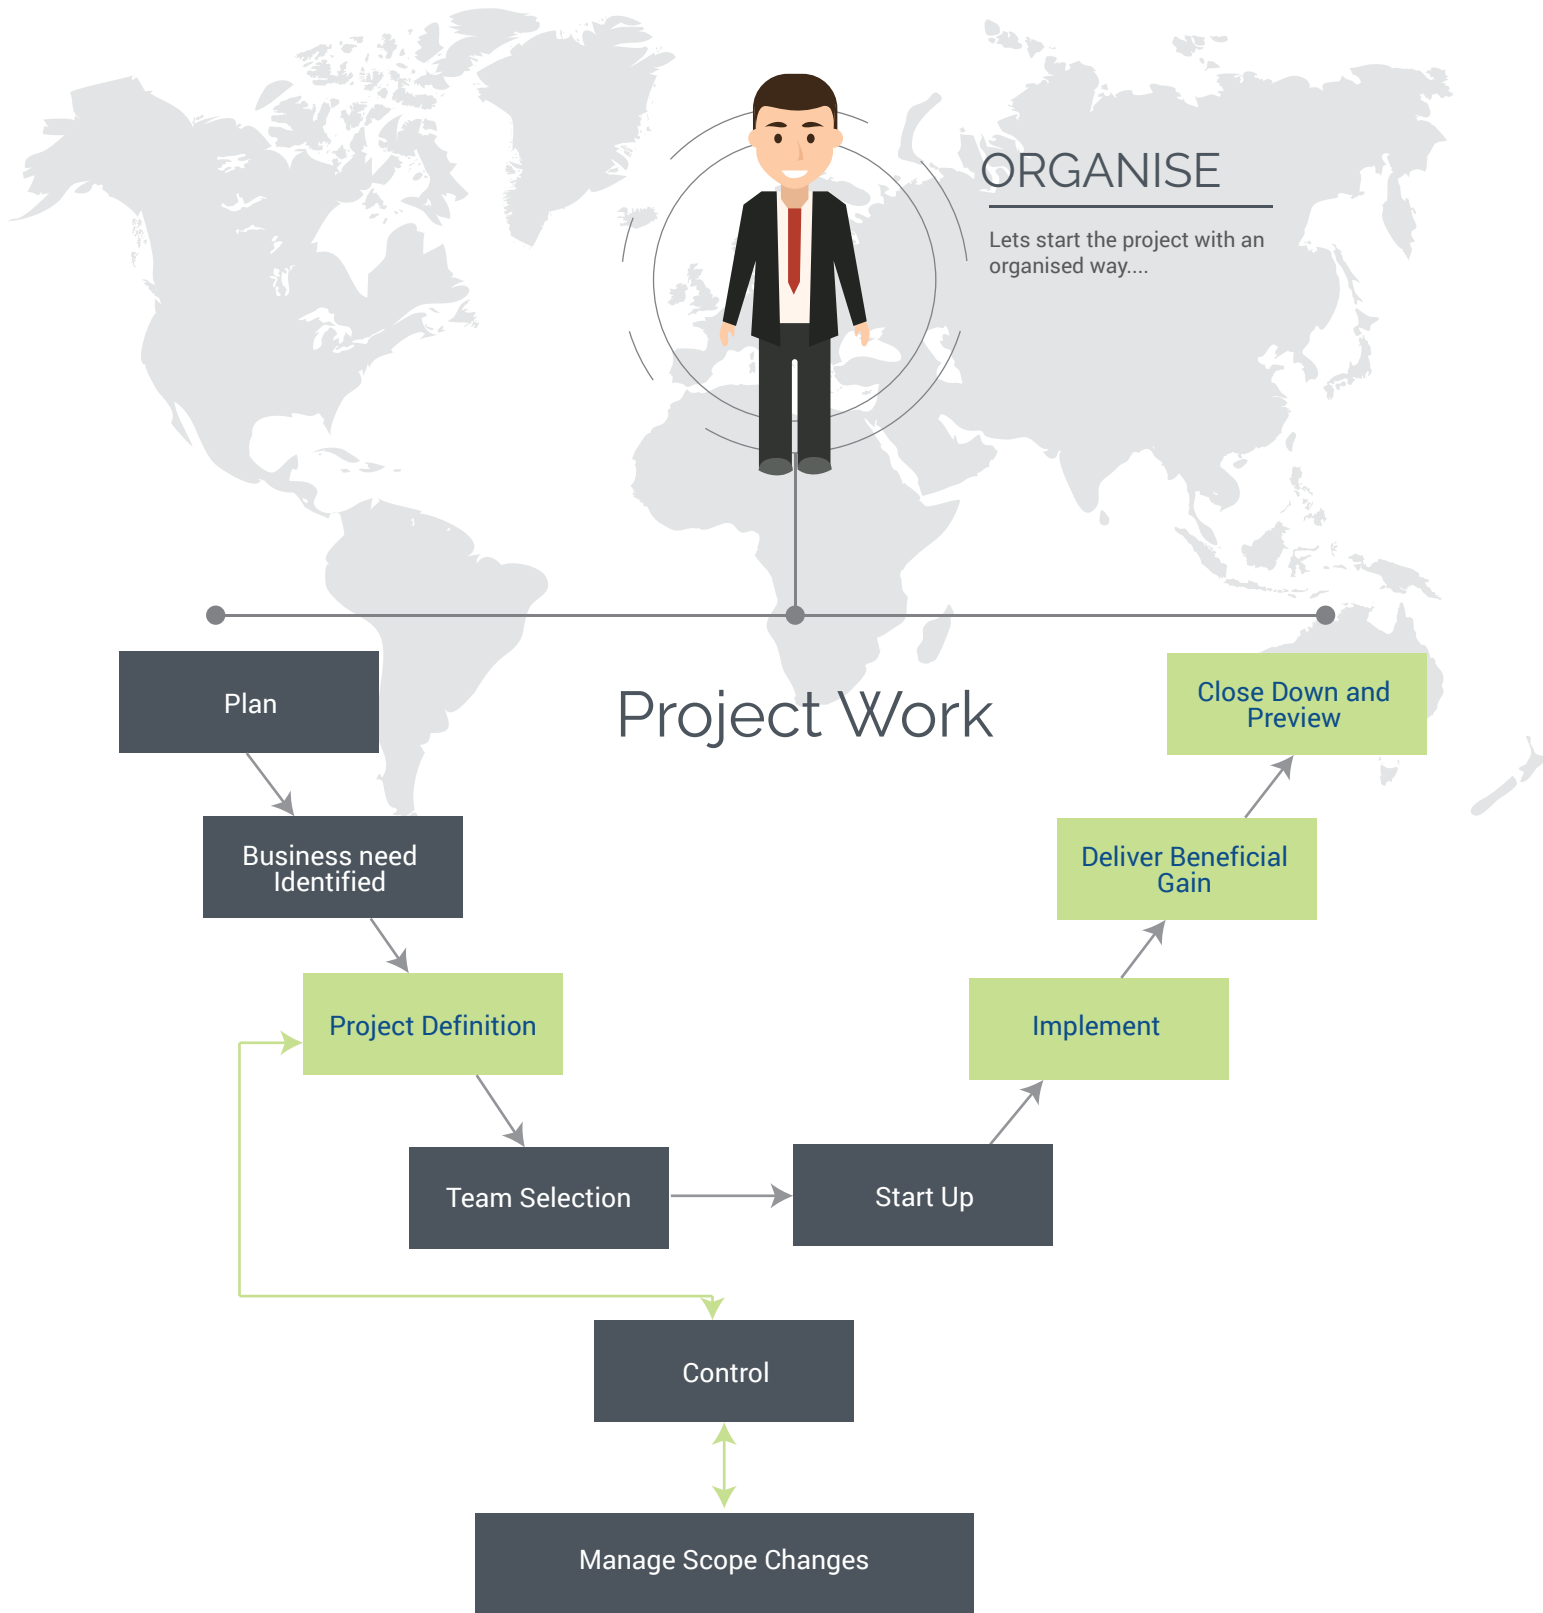 ORGANISE
Lets start the project with an
organised way....
Project Work
Plan
Business need
Identified
Project Definition
Team Selection
Start Up
Implement
Deliver Beneficial
Gain
Close Down and
Preview
Control
Manage Scope Changes